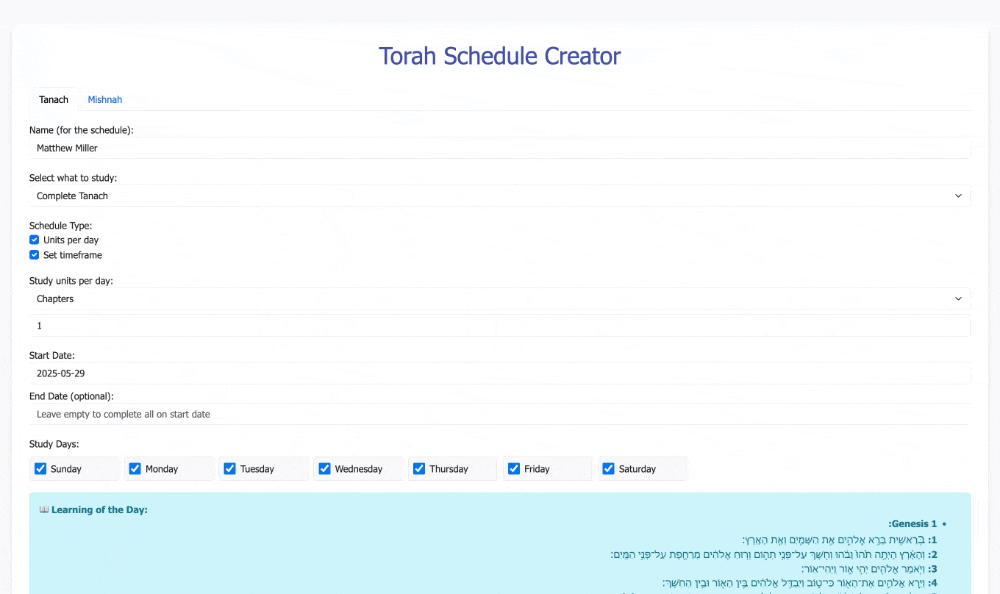 Torah Schedule Creator
Tanach Mishnah
Name (for the schedule):
Matthew Miller
Select what to study:
Complete Tanach
Schedule Type:
Units per day
Set timeframe
Study units per day:
Chapters
1
Start Date:
2025-05-29
End Date (optional):
Leave empty to complete all on start date
Study Days:
Sunday Monday Tuesday Wednesday Thursday Friday Saturday
📖 Learning of the Day:
• Genesis 1:
1: בְּרֵאשִׁית בָּרָא אֱלֹהִים אֵת הַשָּׁמַיִם וְאֵת הָאָרֶץ׃
2: וְהָאָרֶץ הָיְתָה תֹהוּ וָבֹהוּ וְחֹשֶׁךְ עַל־פְּנֵי תְהוֹם וְרוּחַ אֱלֹהִים מְרַחֶפֶת עַל־פְּנֵי הַמָּיִם׃
3: וַיֹּאמֶר אֱלֹהִים יְהִי אוֹר וַיְהִי־אוֹר׃
4: וַיַּרְא אֱלֹהִים אֶת־הָאוֹר כִּי־טוֹב וַיַּבְדֵּל אֱלֹהִים בֵּין הָאוֹר וּבֵין הַחֹשֶׁךְ׃